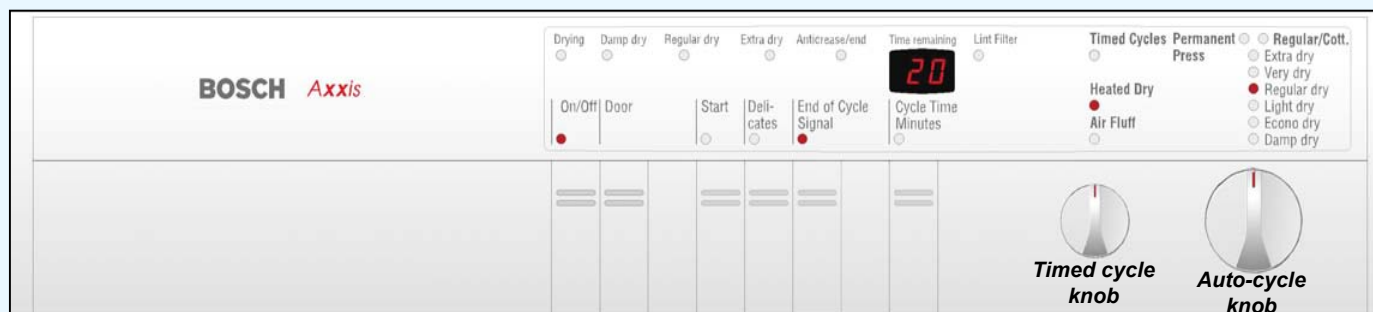 Drying Damp dry Regular dry Extra dry Anticrease/end Time remaining Lint Filter
20
BOSCH Axxis
On/Off Door Start Deli-
cates End of Cycle
Signal Cycle Time
Minutes
Timed Cycles
Heated Dry
Air Fluff
Permanent
Press
Regular/Cott.
Extra dry
Very dry
Regular dry
Light dry
Econo dry
Damp dry
Timed cycle
knob
Auto-cycle
knob